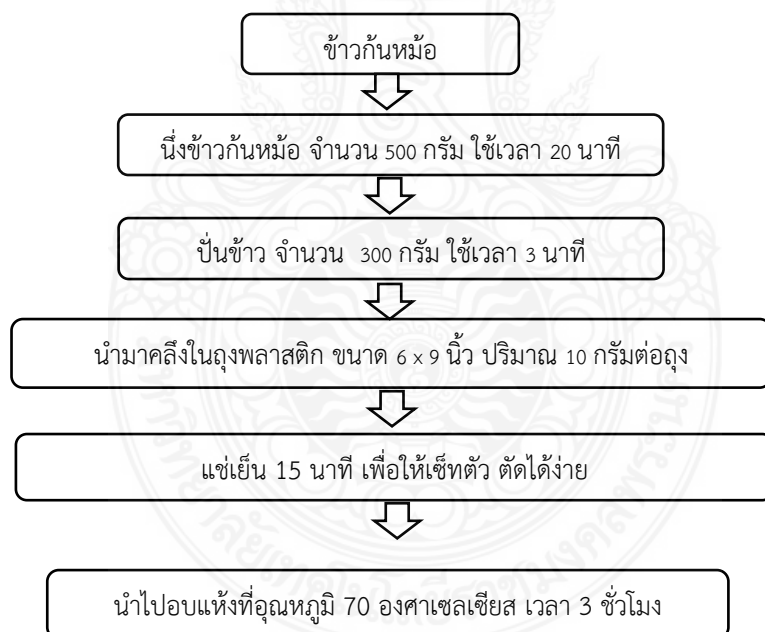 ข้าวก้นหม้อ
นึ่งข้าวก้นหม้อ จำนวน 500 กรัม ใช้เวลา 20 นาที
ปั่นข้าว จำนวน 300 กรัม ใช้เวลา 3 นาที
นำมาคลึงในถุงพลาสติก ขนาด 6 x 9 นิ้ว ปริมาณ 10 กรัมต่อถุง
แช่เย็น 15 นาที เพื่อให้เซ็ทตัว ตัดได้ง่าย
นำไปอบแห้งที่อุณหภูมิ 70 องศาเซลเซียส เวลา 3 ชั่วโมง